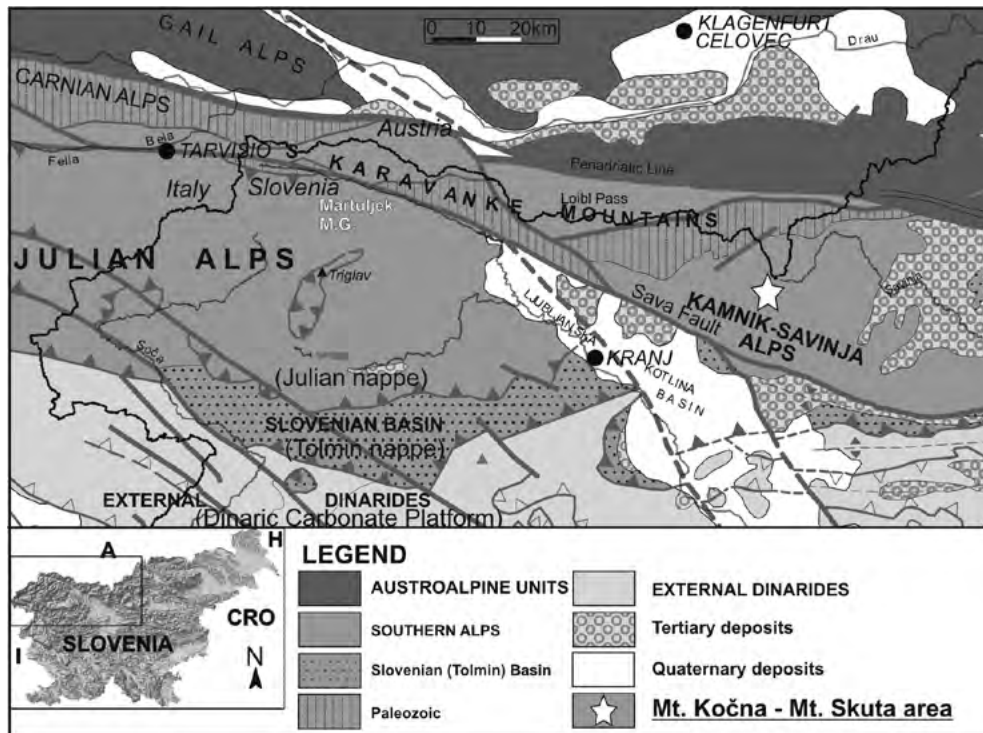 GAIL ALPS
0 10 20km
KLAGENFURT
CELOVEC
Drau
CARNIAN ALPS
Austria
Bela
Fella
TARVISIO
S. KARAVANKE
MOUNTAINS
Periadriatic Line
Italy
Slovenia
Loibl Pass
Martuljek
M.G.
JULIAN ALPS
Triglav
Sava Fault
KAMNIK-SAVINJA
ALPS
Savinja
LJUBLJANSKA
KOTLINA
BASIN
KRANJ
Soča
(Julian nappe)
SLOVENIAN BASIN
(Tolmin nappe)
EXTERNAL DINARIDES
(Dinaric Carbonate Platform)
A
H
I
SLOVENIA
CRO
N
LEGEND
AUSTROALPINE UNITS
SOUTHERN ALPS
Slovenian (Tolmin) Basin
Paleozoic
EXTERNAL DINARIDES
Tertiary deposits
Quaternary deposits
Mt. Kočna - Mt. Skuta area